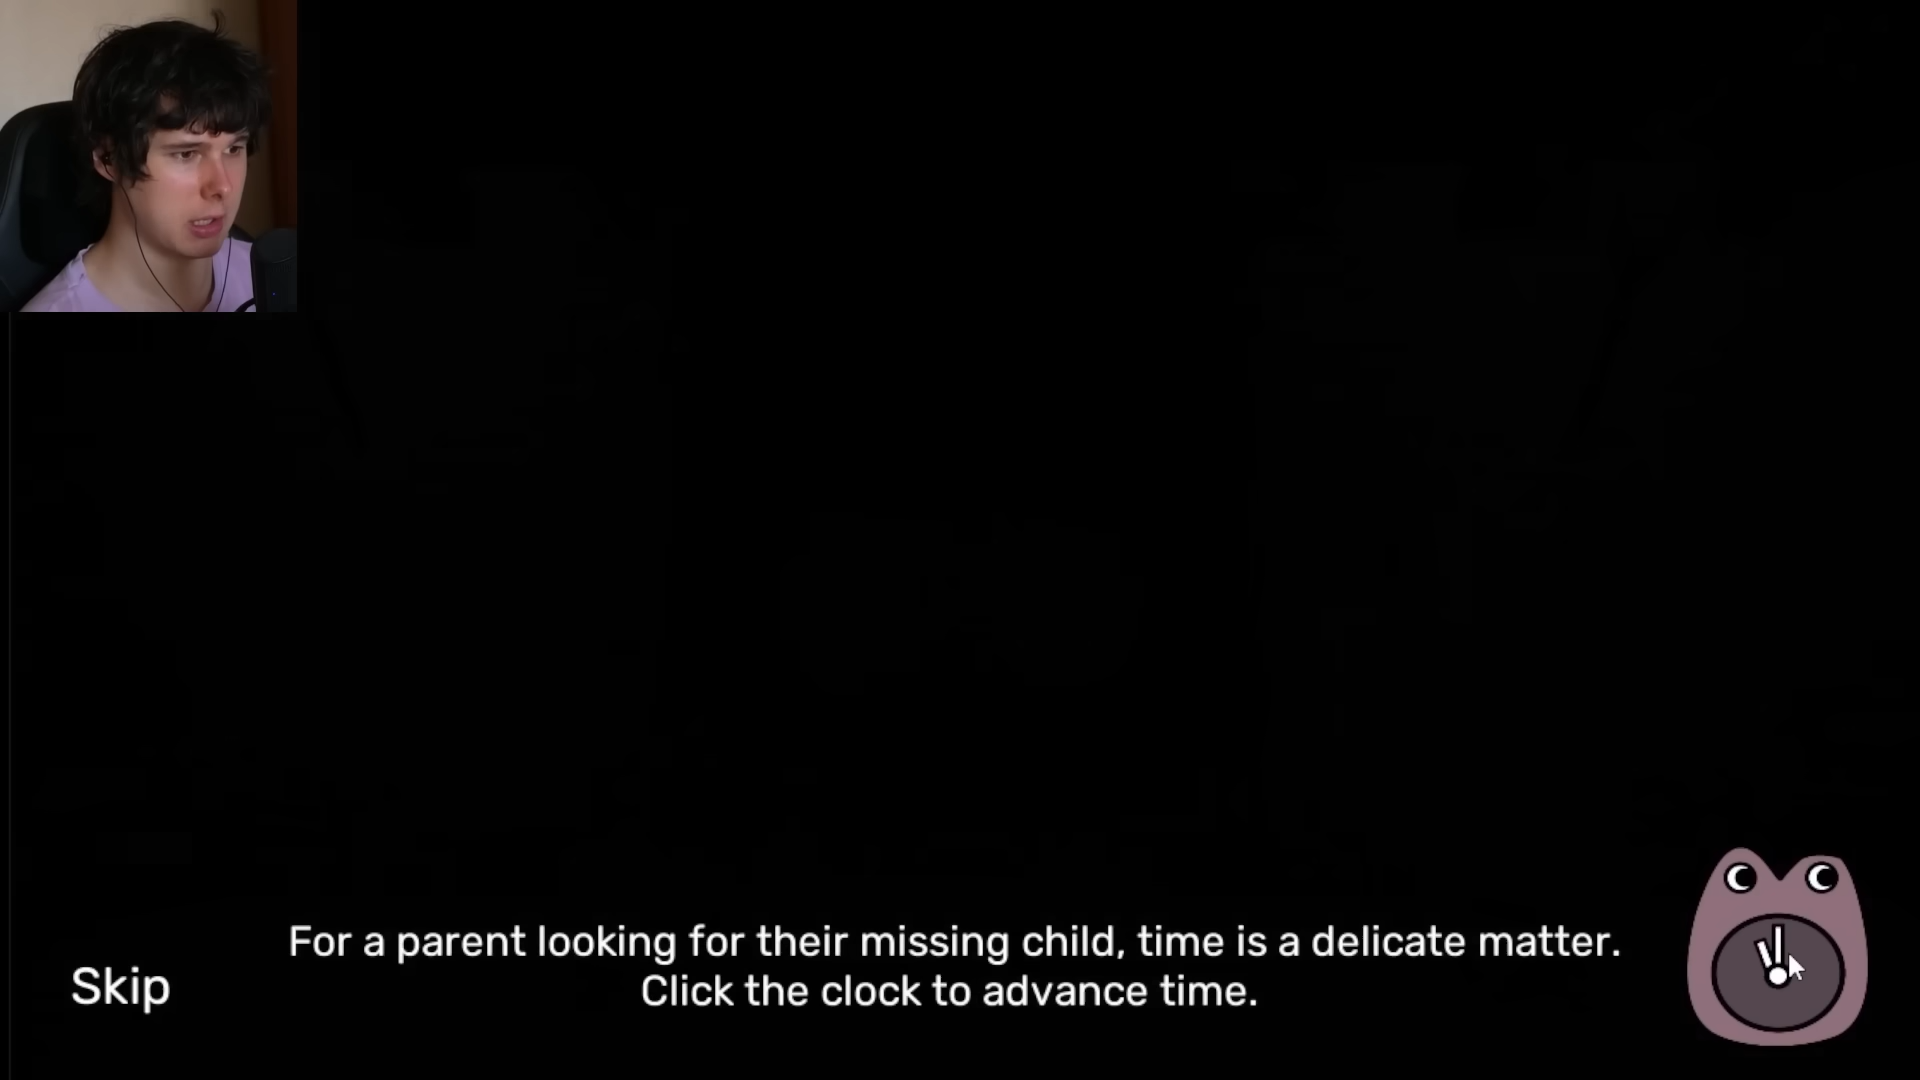 For a parent looking for their missing child, time is a delicate matter.
Click the clock to advance time.
Skip